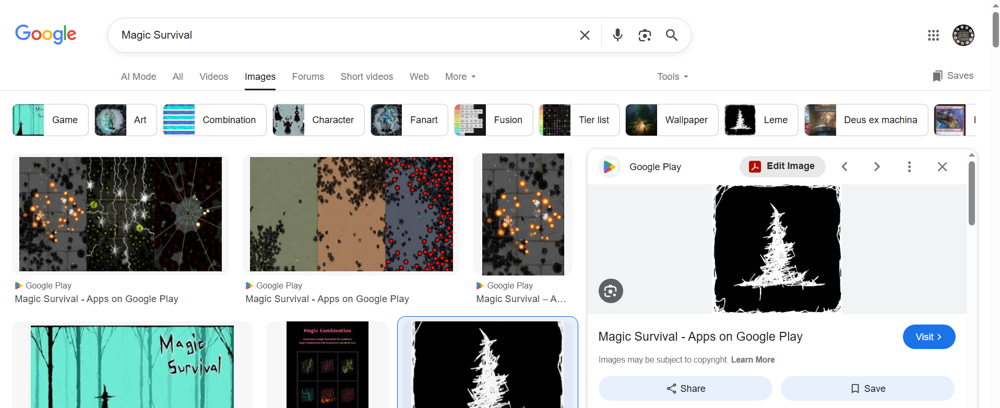 Google
Magic Survival
AI Mode
All
Videos
Images
Forums
Short videos
Web
More
Tools
Saves
Game
Art
Combination
Character
Fanart
Fusion
Tier list
Wallpaper
Leme
Deus ex machina
Google Play
Edit Image
Google Play
Magic Survival - Apps on Google Play
Google Play
Magic Survival - Apps on Google Play
Google Play
Magic Survival – A...
Magic
Survival
Magic Combination
Magic Survival - Apps on Google Play
Visit
Images may be subject to copyright. Learn More
Share
Save